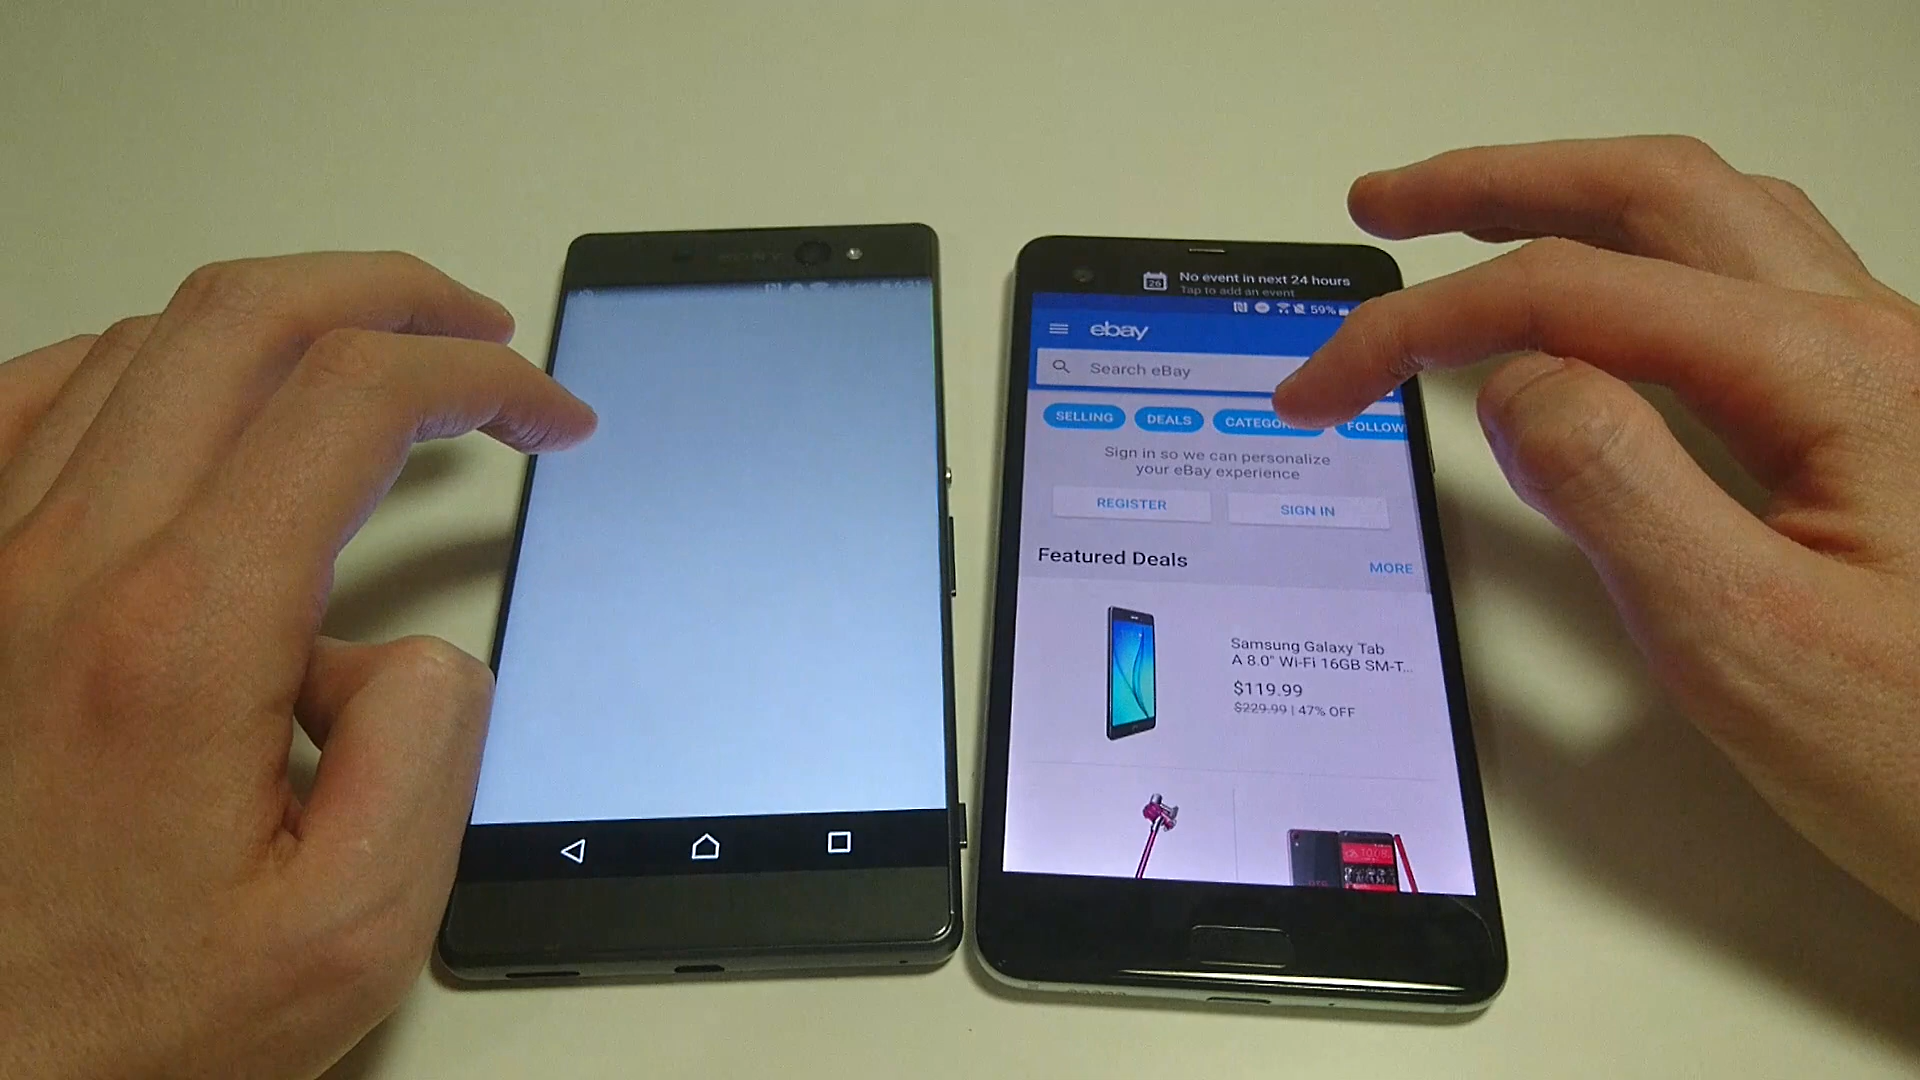 SONY
No event in next 24 hours
26
Tap to add an event
59%
ebay
Search eBay
SELLING
DEALS
FOLLOW
Sign in so we can personalize
your eBay experience
REGISTER
SIGN IN
Featured Deals
MORE
Samsung Galaxy Tab
A 8.0" Wi-Fi 16GB SM-T...
$119.99
$229.99 | 47% OFF